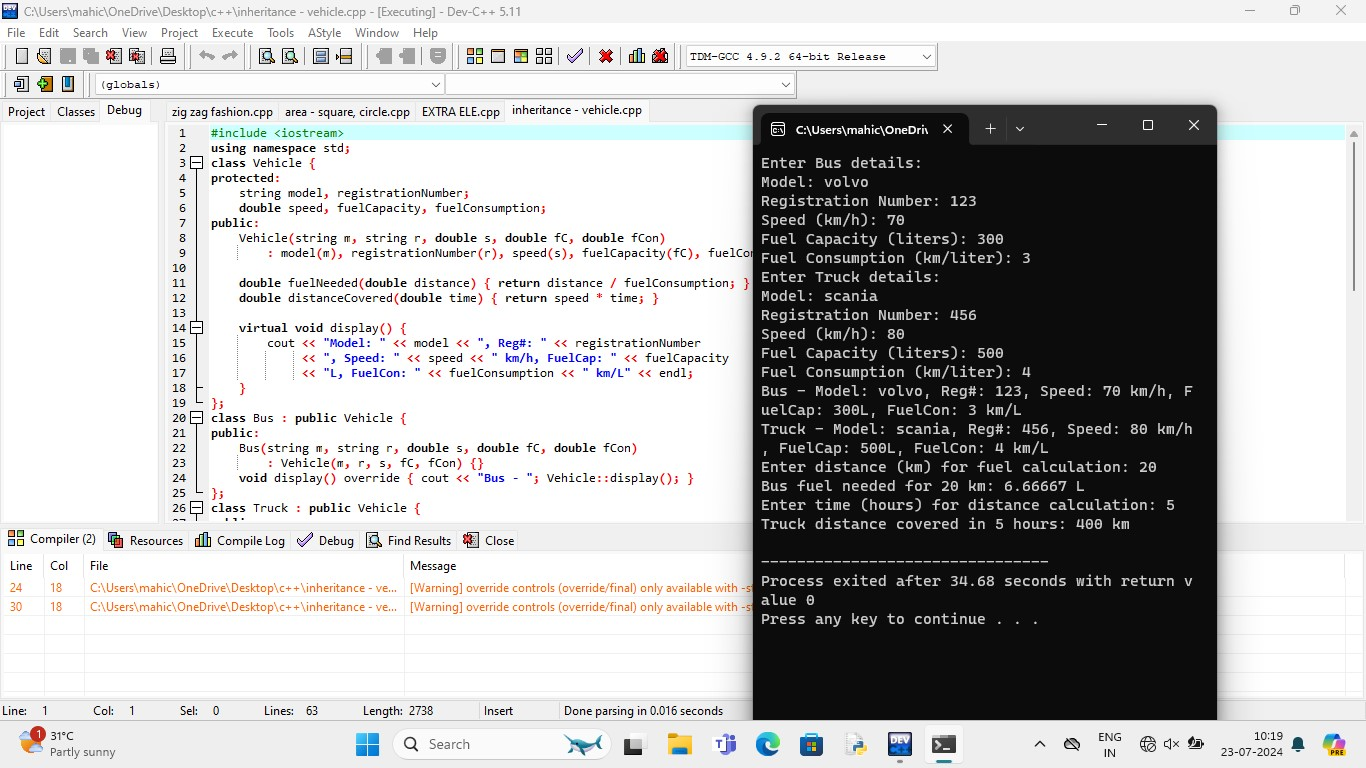 C:\Users\mahic\OneDrive\Desktop\c++\inheritance - vehicle.cpp - [Executing] - Dev-C++ 5.11
File Edit Search View Project Execute Tools AStyle Window Help
TDM-GCC 4.9.2 64-bit Release
(globals)
Project Classes Debug
zig zag fashion.cpp area - square, circle.cpp EXTRA ELE.cpp inheritance - vehicle.cpp
1 #include <iostream>
2 using namespace std;
3 class Vehicle {
4 protected:
5 string model, registrationNumber;
6 double speed, fuelCapacity, fuelConsumption;
7 public:
8 Vehicle(string m, string r, double s, double fC, double fCon)
9 : model(m), registrationNumber(r), speed(s), fuelCapacity(fC), fuelCor
10
11 double fuelNeeded(double distance) { return distance / fuelConsumption; }
12 double distanceCovered(double time) { return speed * time; }
13
14 virtual void display() {
15 cout << "Model: " << model << ", Reg#: " << registrationNumber
16 << ", Speed: " << speed << " km/h, FuelCap: " << fuelCapacity
17 << "L, FuelCon: " << fuelConsumption << " km/L" << endl;
18 }
19 };
20 class Bus : public Vehicle {
21 public:
22 Bus(string m, string r, double s, double fC, double fCon)
23 : Vehicle(m, r, s, fC, fCon) {}
24 void display() override { cout << "Bus - "; Vehicle::display(); }
25 };
26 class Truck : public Vehicle {
C:\Users\mahic\OneDri
Enter Bus details:
Model: volvo
Registration Number: 123
Speed (km/h): 70
Fuel Capacity (liters): 300
Fuel Consumption (km/liter): 3
Enter Truck details:
Model: scania
Registration Number: 456
Speed (km/h): 80
Fuel Capacity (liters): 500
Fuel Consumption (km/liter): 4
Bus - Model: volvo, Reg#: 123, Speed: 70 km/h, F
uelCap: 300L, FuelCon: 3 km/L
Truck - Model: scania, Reg#: 456, Speed: 80 km/h
, FuelCap: 500L, FuelCon: 4 km/L
Enter distance (km) for fuel calculation: 20
Bus fuel needed for 20 km: 6.66667 L
Enter time (hours) for distance calculation: 5
Truck distance covered in 5 hours: 400 km
--------------------------------
Process exited after 34.68 seconds with return v
alue 0
Press any key to continue . . .
Compiler (2) Resources Compile Log Debug Find Results Close
Line Col File Message
24 18 C:\Users\mahic\OneDrive\Desktop\c++\inheritance - ve... [Warning] override controls (override/final) only available with -s
30 18 C:\Users\mahic\OneDrive\Desktop\c++\inheritance - ve... [Warning] override controls (override/final) only available with -s
Line: 1 Col: 1 Sel: 0 Lines: 63 Length: 2738 Insert Done parsing in 0.016 seconds
1
31°C
Partly sunny
Search
DEV
ENG
IN
10:19
23-07-2024
PRE